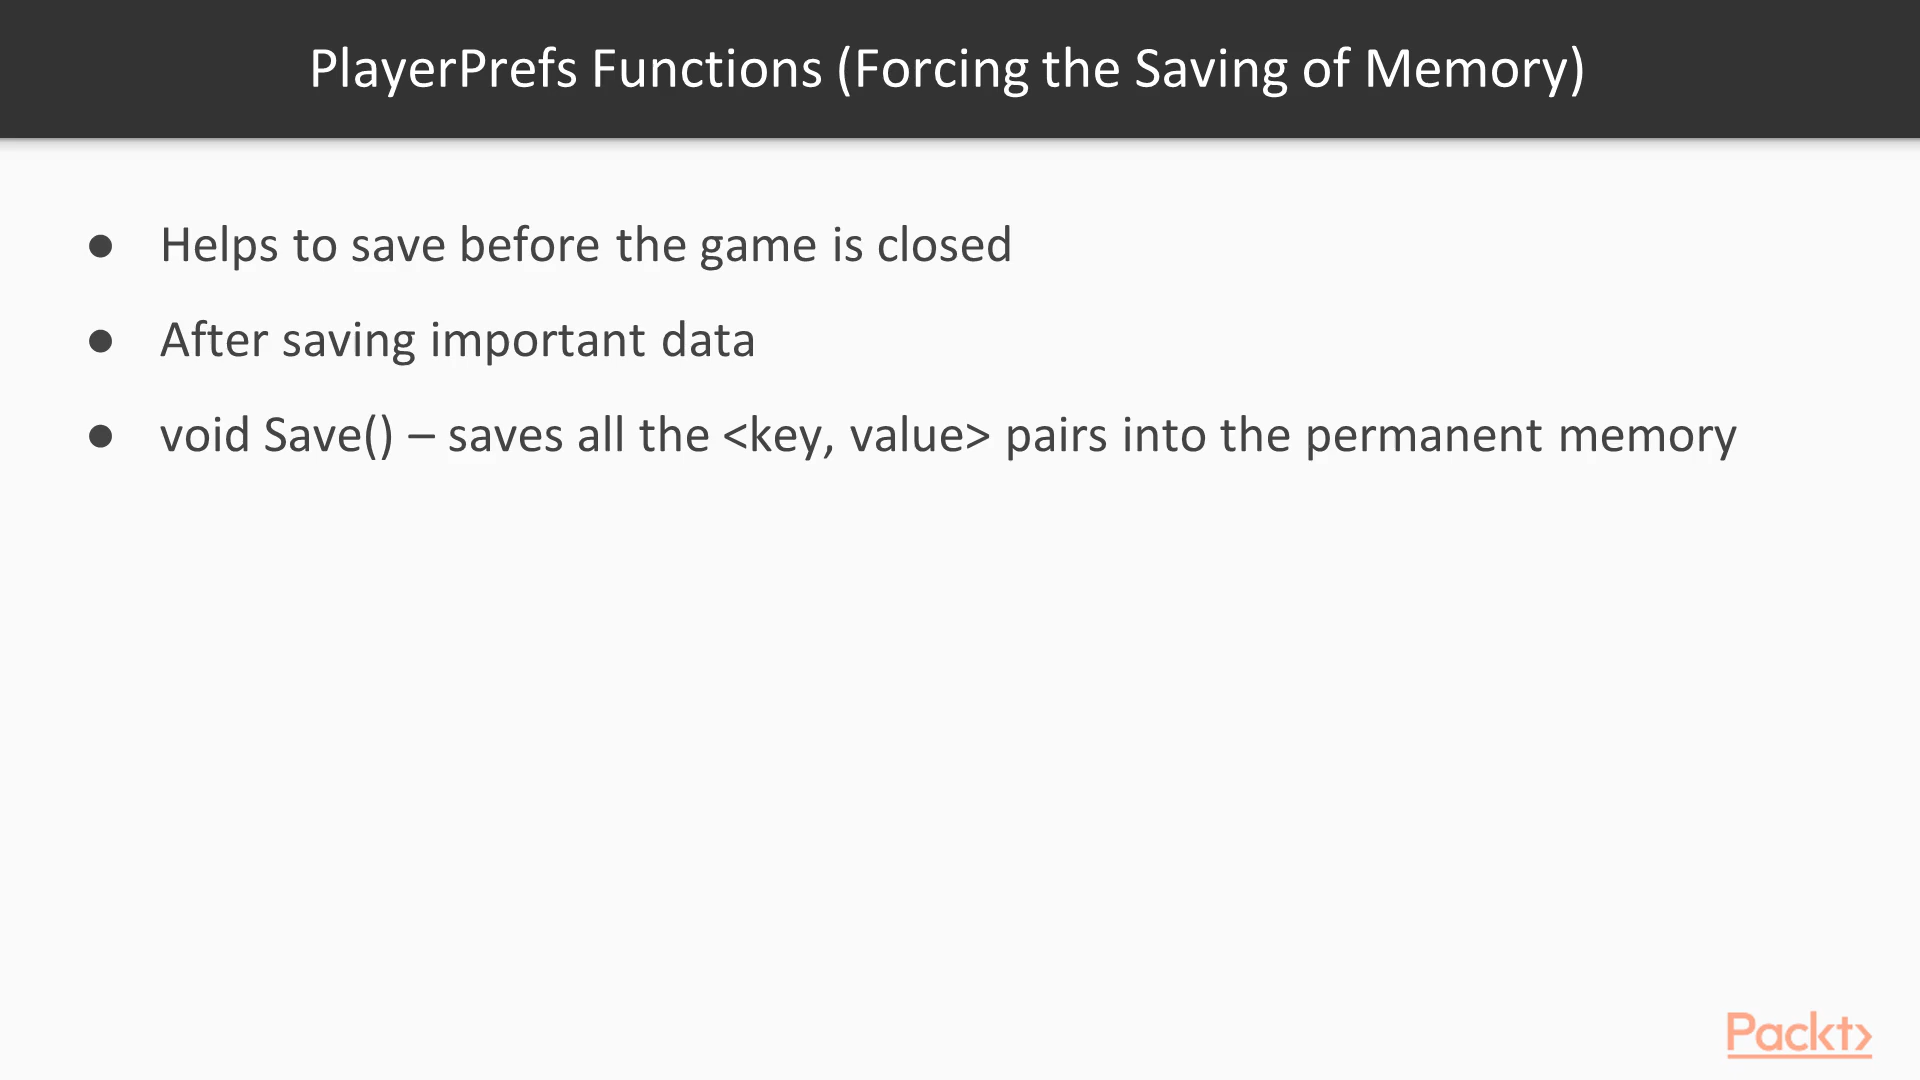 PlayerPrefs Functions (Forcing the Saving of Memory)
● Helps to save before the game is closed
● After saving important data
● void Save() – saves all the <key, value> pairs into the permanent memory
Packt>